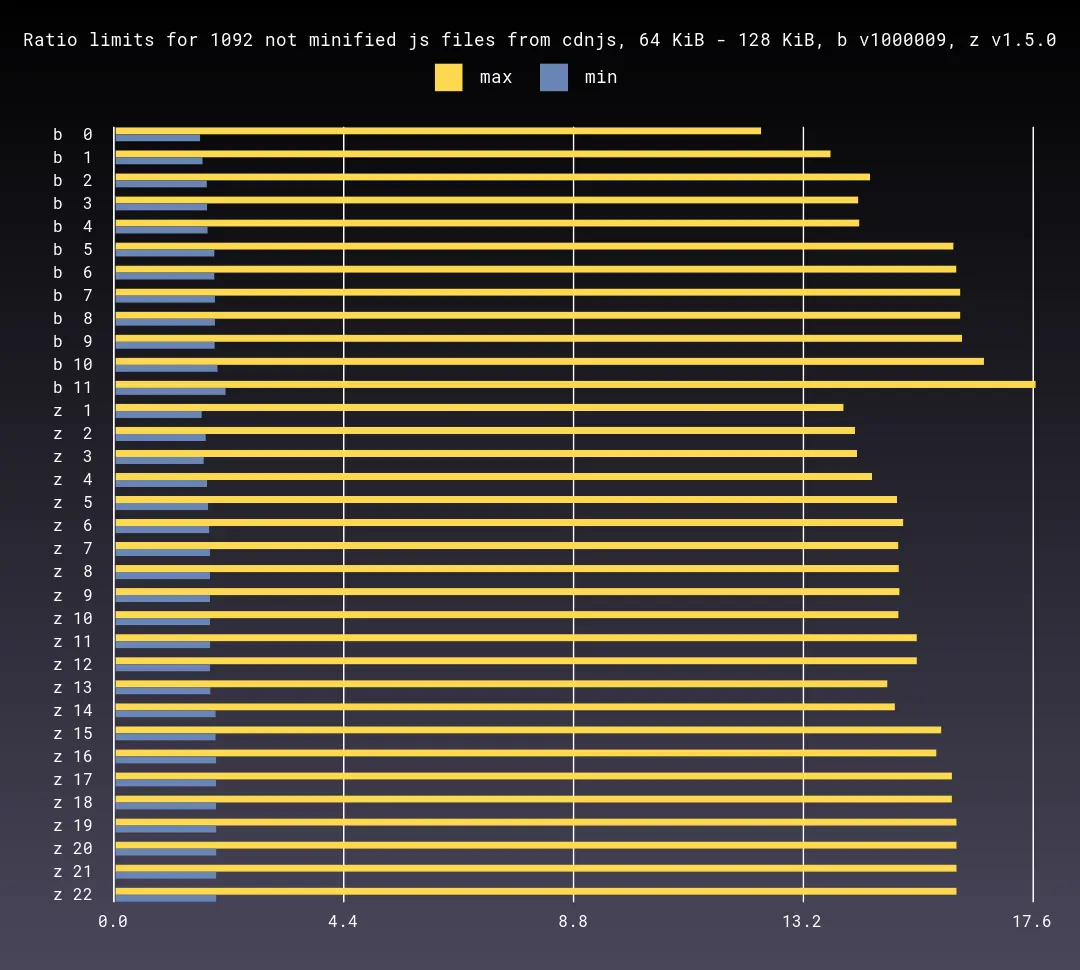 Ratio limits for 1092 not minified js files from cdnjs, 64 KiB - 128 KiB, b v1000009, z v1.5.0
max min
b 0
b 1
b 2
b 3
b 4
b 5
b 6
b 7
b 8
b 9
b 10
b 11
z 1
z 2
z 3
z 4
z 5
z 6
z 7
z 8
z 9
z 10
z 11
z 12
z 13
z 14
z 15
z 16
z 17
z 18
z 19
z 20
z 21
z 22
0.0 4.4 8.8 13.2 17.6